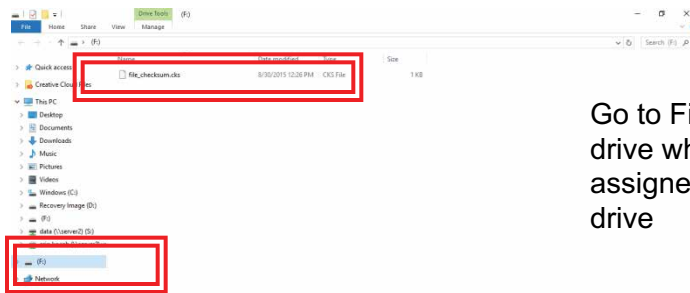 Drive Tools (F:)
File Home Share View Manage
(F:) Search (F:)
Name Date modified Type Size
file_checksum.cks 8/30/2015 12:26 PM CKS File 1 KB
Quick access
Creative Cloud Files
This PC
Desktop
Documents
Downloads
Music
Pictures
Videos
Windows (C:)
Recovery Image (D:)
(F:)
data (\\server2) (S:)
(F:)
Network
Go to Fi
drive wh
assigne
drive